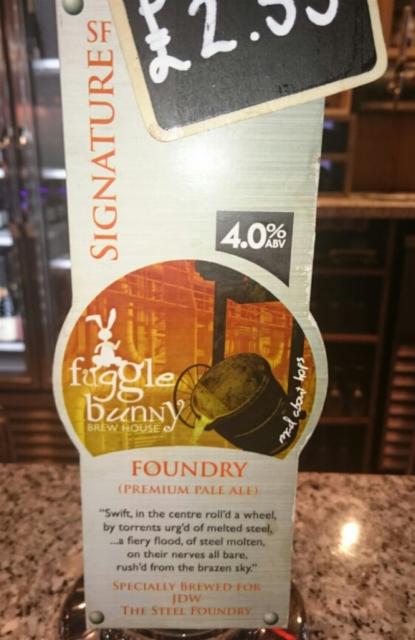 £2.55
SIGNATURE SF
4.0%
ABV
fuggle
bunny
BREW HOUSE
mad about hops
FOUNDRY
(PREMIUM PALE ALE)
"Swift, in the centre roll'd a wheel,
by torrents urg'd of melted steel,
...a fiery flood, of steel molten,
on their nerves all bare,
rush'd from the brazen sky."
SPECIALLY BREWED FOR
JDW
THE STEEL FOUNDRY